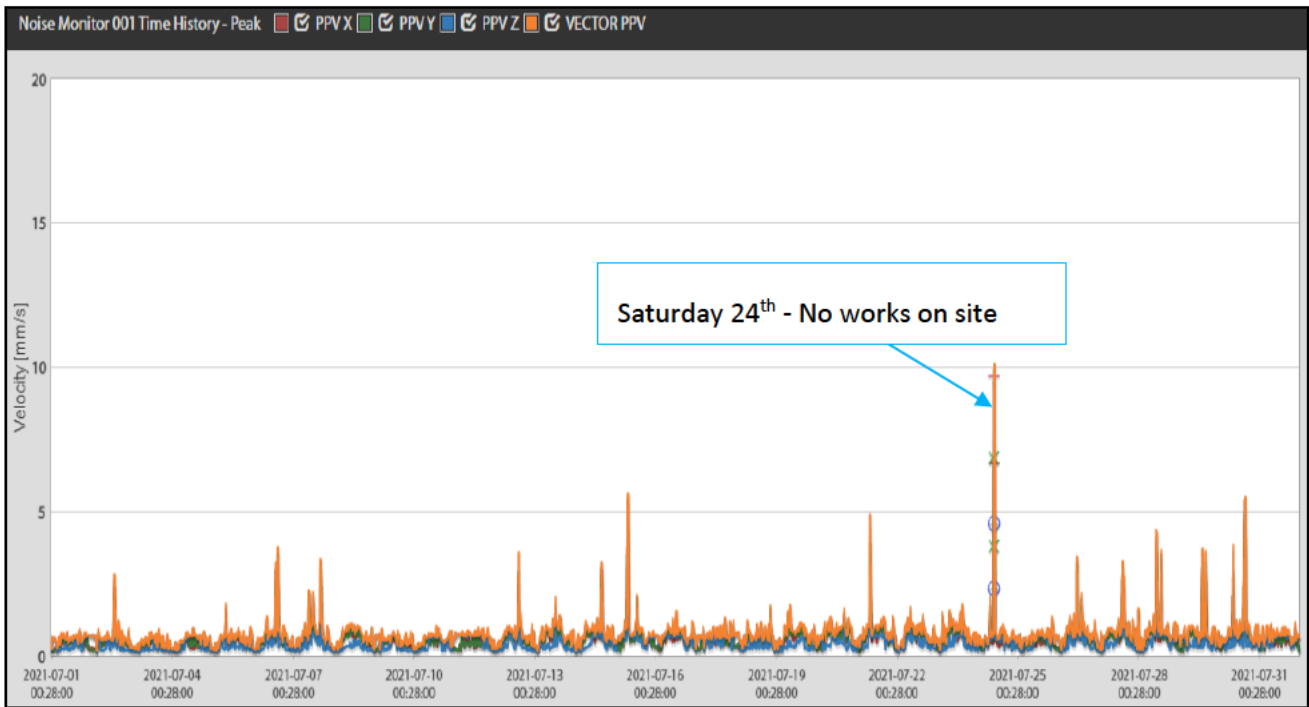 Noise Monitor 001 Time History - Peak PPV X PPV Y PPV Z VECTOR PPV
20
15
Saturday 24th - No works on site
10
5
0
Velocity [mm/s]
2021-07-01 2021-07-04 2021-07-07 2021-07-10 2021-07-13 2021-07-16 2021-07-19 2021-07-22 2021-07-25 2021-07-28 2021-07-31
00:28:00 00:28:00 00:28:00 00:28:00 00:28:00 00:28:00 00:28:00 00:28:00 00:28:00 00:28:00 00:28:00